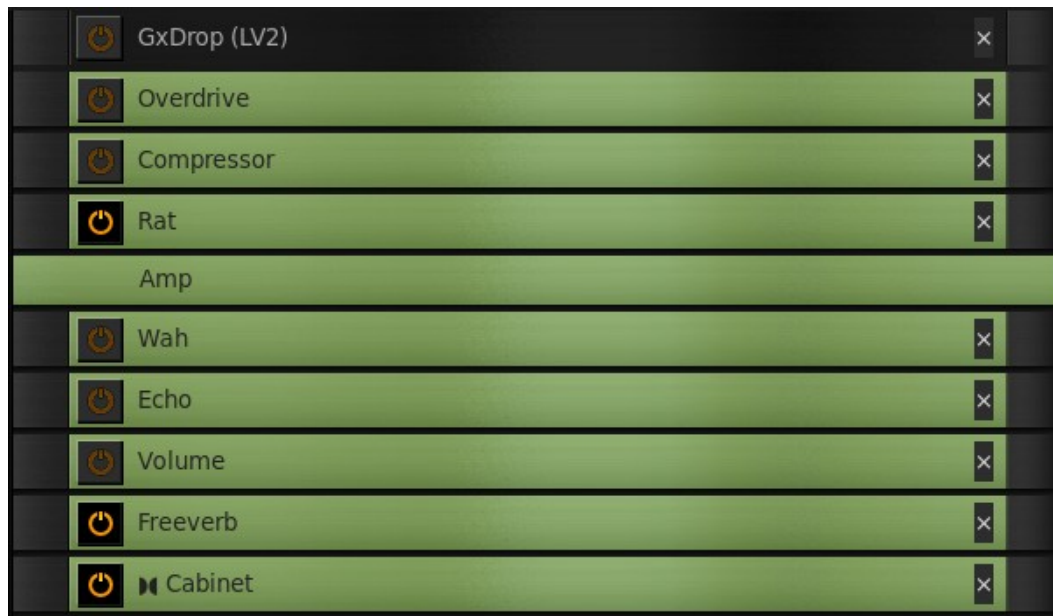 GxDrop (LV2)
Overdrive
Compressor
Rat
Amp
Wah
Echo
Volume
Freeverb
Cabinet